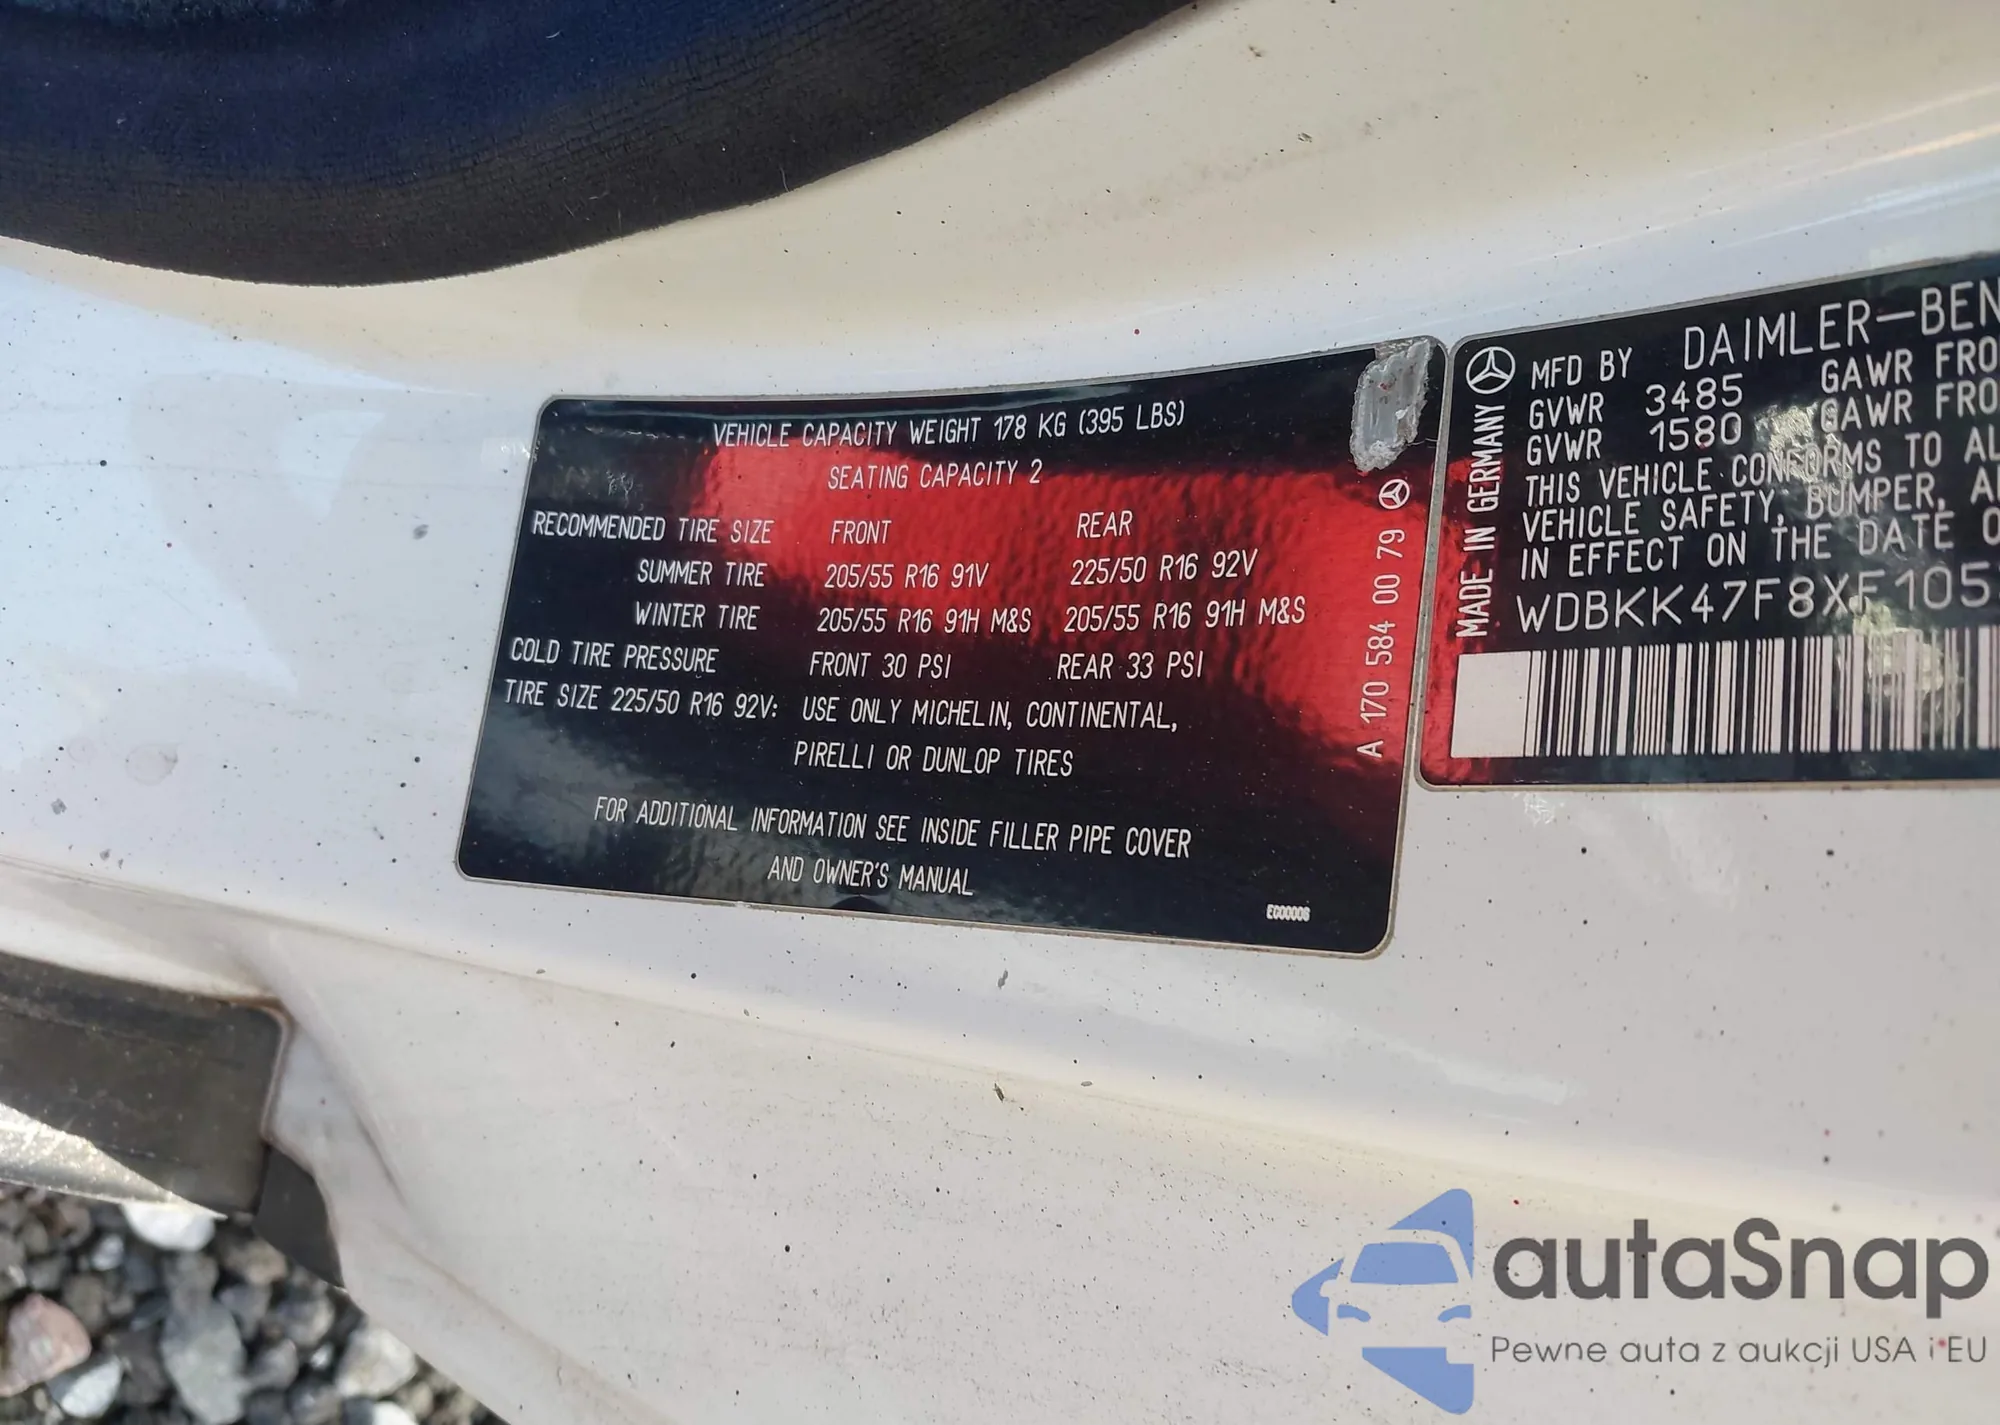 VEHICLE CAPACITY WEIGHT 178 KG (395 LBS)
SEATING CAPACITY 2
RECOMMENDED TIRE SIZE FRONT REAR
SUMMER TIRE 205/55 R16 91V 225/50 R16 92V
WINTER TIRE 205/55 R16 91H M&S 205/55 R16 91H M&S
COLD TIRE PRESSURE FRONT 30 PSI REAR 33 PSI
TIRE SIZE 225/50 R16 92V: USE ONLY MICHELIN, CONTINENTAL,
PIRELLI OR DUNLOP TIRES
FOR ADDITIONAL INFORMATION SEE INSIDE FILLER PIPE COVER
AND OWNER'S MANUAL
A 170 584 00 79
MADE IN GERMANY
MFD BY DAIMLER-BEN
GVWR 3485 GAWR FRO
GVWR 1580 GAWR FRO
THIS VEHICLE CONFORMS TO AL
VEHICLE SAFETY, BUMPER, A
IN EFFECT ON THE DATE O
WDBKK47F8XF105
autaSnap
Pewne auta z aukcji USA i EU